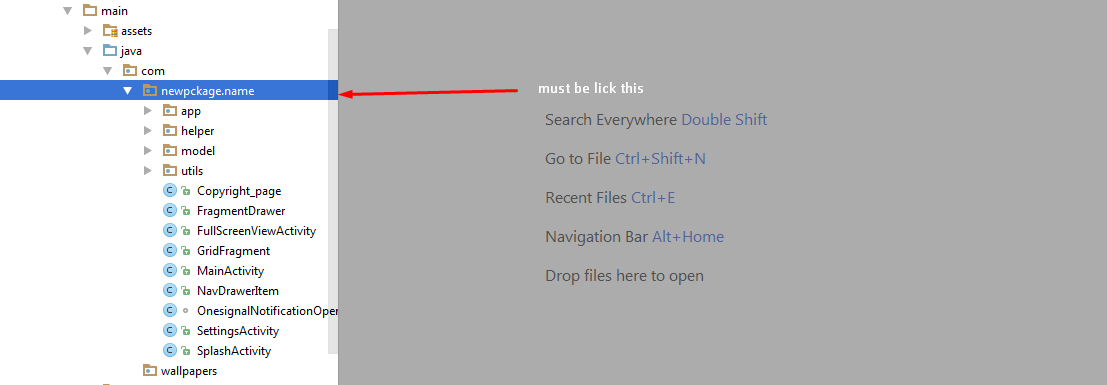 main
assets
java
com
newpckage.name
app
helper
model
utils
Copyright_page
FragmentDrawer
FullScreenViewActivity
GridFragment
MainActivity
NavDrawerItem
OnesignalNotificationOper
SettingsActivity
SplashActivity
wallpapers
must be lick this
Search Everywhere Double Shift
Go to File Ctrl+Shift+N
Recent Files Ctrl+E
Navigation Bar Alt+Home
Drop files here to open